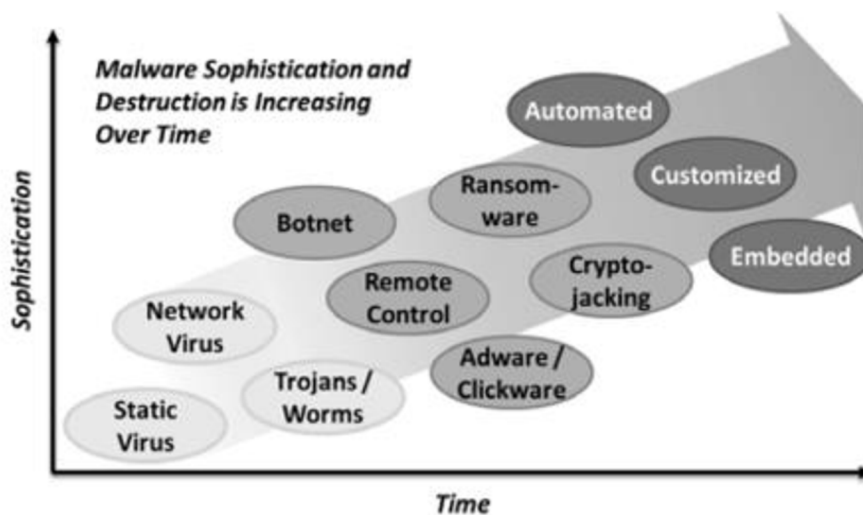 Malware Sophistication and
Destruction is Increasing
Over Time
Automated
Customized
Ransom-
ware
Botnet
Embedded
Crypto-
jacking
Remote
Control
Network
Virus
Adware /
Clickware
Trojans /
Worms
Static
Virus
Sophistication
Time